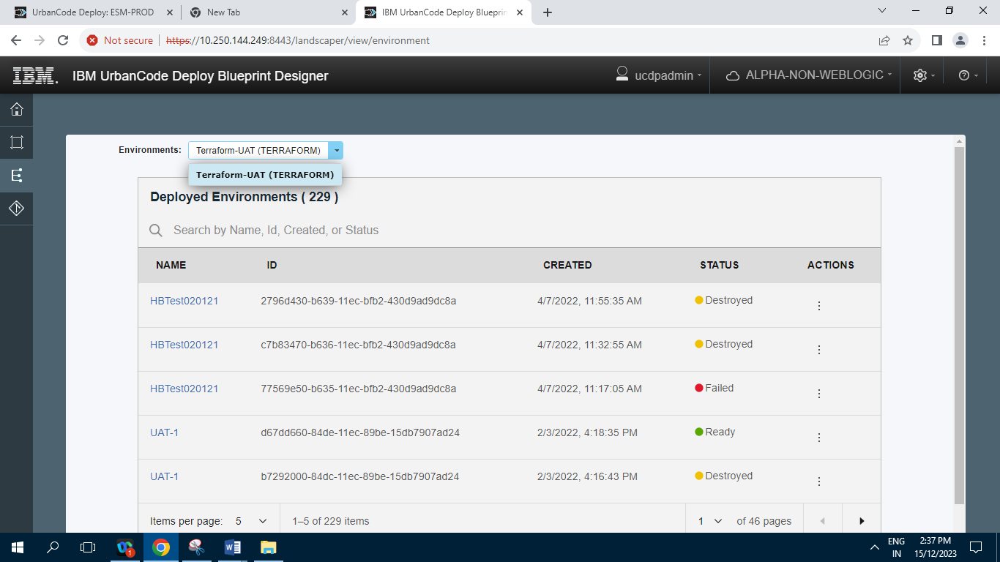 UrbanCode Deploy: ESM-PROD
New Tab
IBM UrbanCode Deploy Blueprin
Not secure
https://10.250.144.249:8443/landscaper/view/environment
IBM.
IBM UrbanCode Deploy Blueprint Designer
ucdpadmin
ALPHA-NON-WEBLOGIC
Environments:
Terraform-UAT (TERRAFORM)
Terraform-UAT (TERRAFORM)
Deployed Environments ( 229 )
Search by Name, Id, Created, or Status
NAME ID CREATED STATUS ACTIONS
HBTest020121 2796d430-b639-11ec-bfb2-430d9ad9dc8a 4/7/2022, 11:55:35 AM Destroyed
HBTest020121 c7b83470-b636-11ec-bfb2-430d9ad9dc8a 4/7/2022, 11:32:55 AM Destroyed
HBTest020121 77569e50-b635-11ec-bfb2-430d9ad9dc8a 4/7/2022, 11:17:05 AM Failed
UAT-1 d67dd660-84de-11ec-89be-15db7907ad24 2/3/2022, 4:18:35 PM Ready
UAT-1 b7292000-84dc-11ec-89be-15db7907ad24 2/3/2022, 4:16:43 PM Destroyed
Items per page: 5 1–5 of 229 items 1 of 46 pages
1
ENG
IN
2:37 PM
15/12/2023